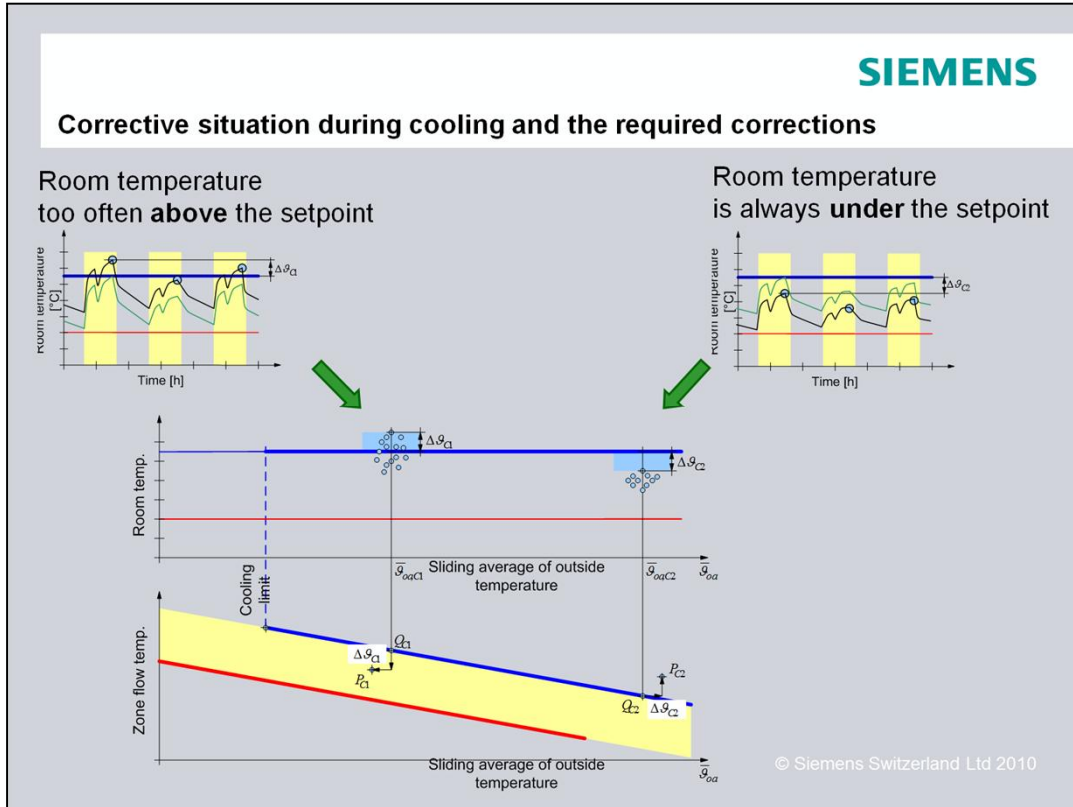 SIEMENS
Corrective situation during cooling and the required corrections
Room temperature
too often above the setpoint
Room temperature
is always under the setpoint
Room temperature
[°C]
Δϑ_C1
Time [h]
Room temperature
[°C]
Δϑ_C2
Time [h]
Room temp.
Δϑ_C1
Δϑ_C2
Cooling
limit
ϑ̅_oaC1
Sliding average of outside
temperature
ϑ̅_oaC2
ϑ̅_oa
Zone flow temp.
Q_C1
Δϑ_C1
P_C1
P_C2
Q_C2
Δϑ_C2
Sliding average of outside
temperature
ϑ̅_oa
© Siemens Switzerland Ltd 2010